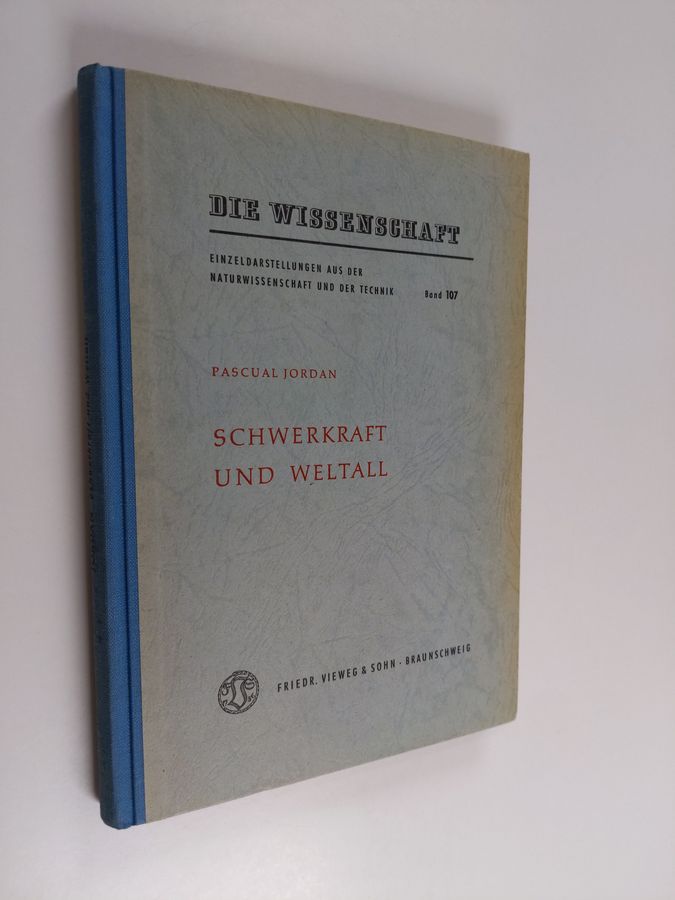 DIE WISSENSCHAFT
EINZELDARSTELLUNGEN AUS DER
NATURWISSENSCHAFT UND DER TECHNIK
Band 107
PASCUAL JORDAN
SCHWERKRAFT
UND WELTALL
FRIEDR. VIEWEG & SOHN · BRAUNSCHWEIG